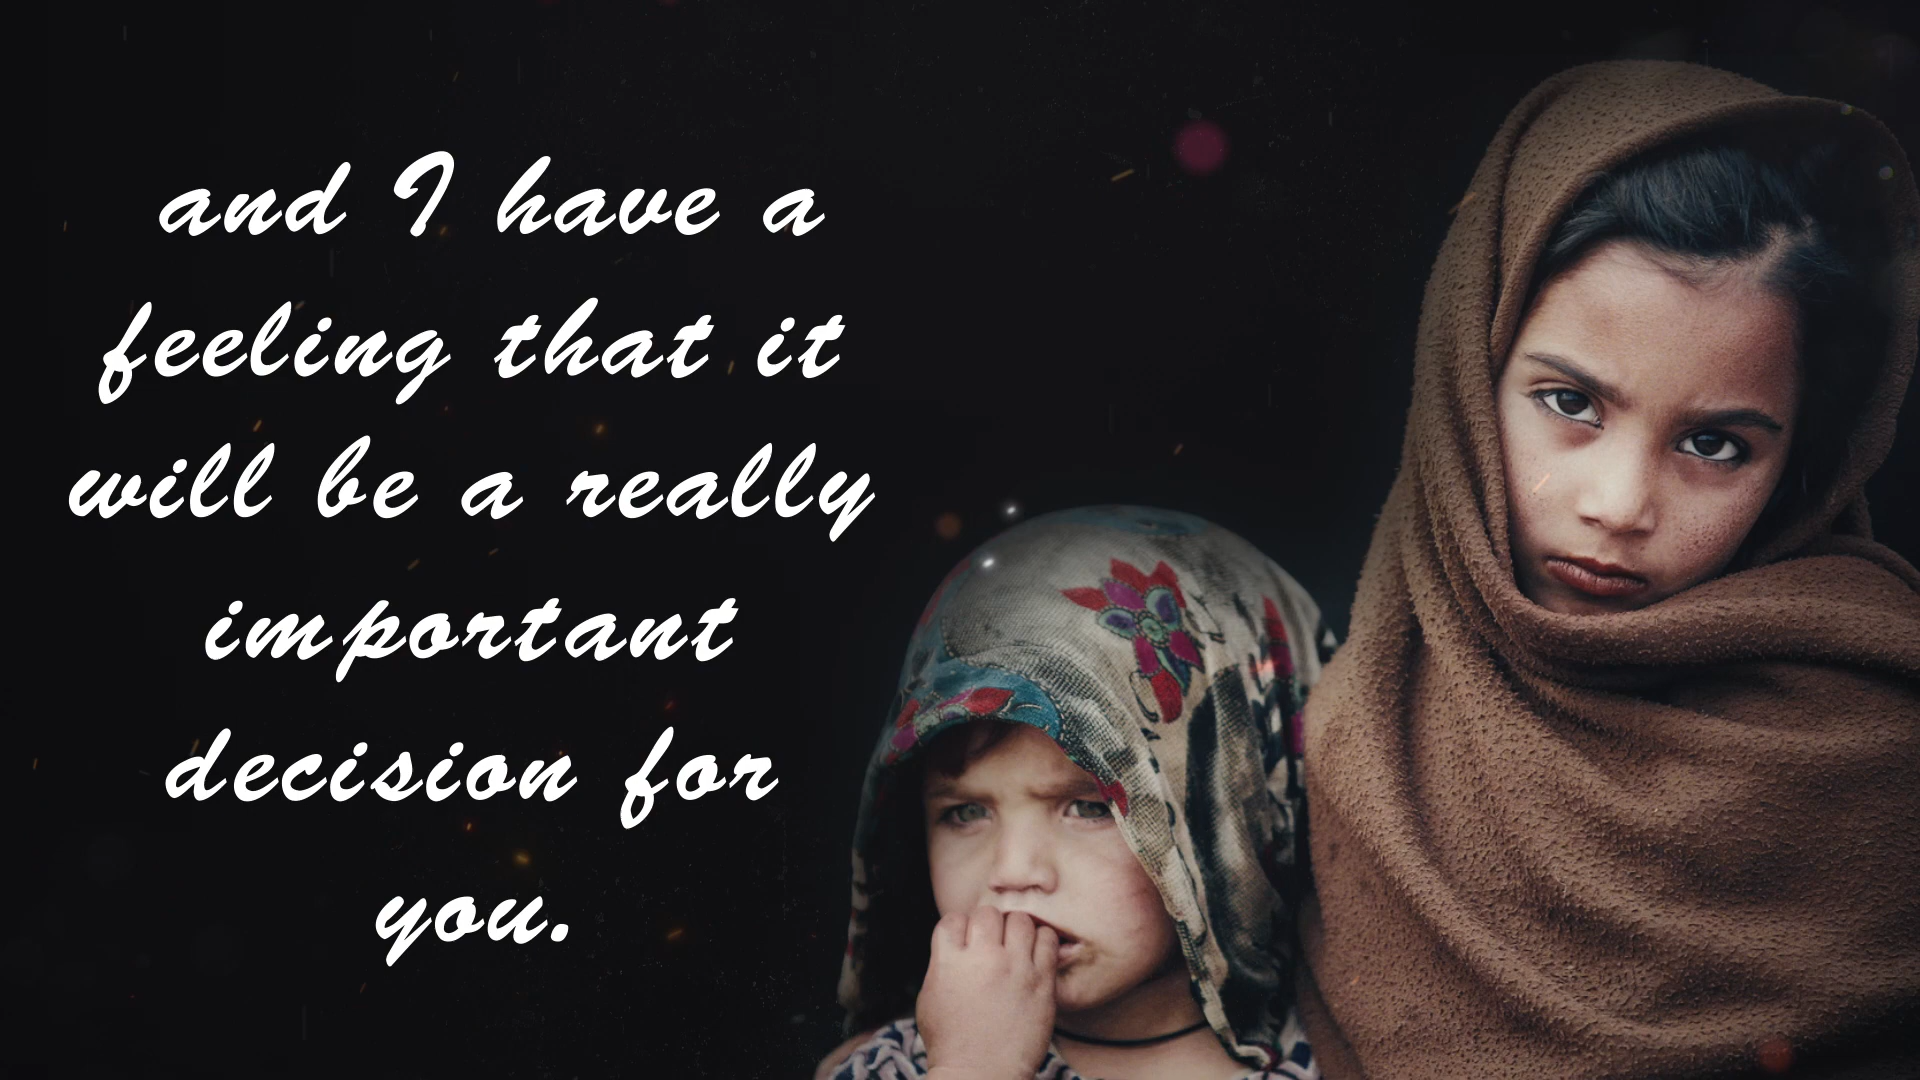 and I have a
feeling that it
will be a really
important
decision for
you.